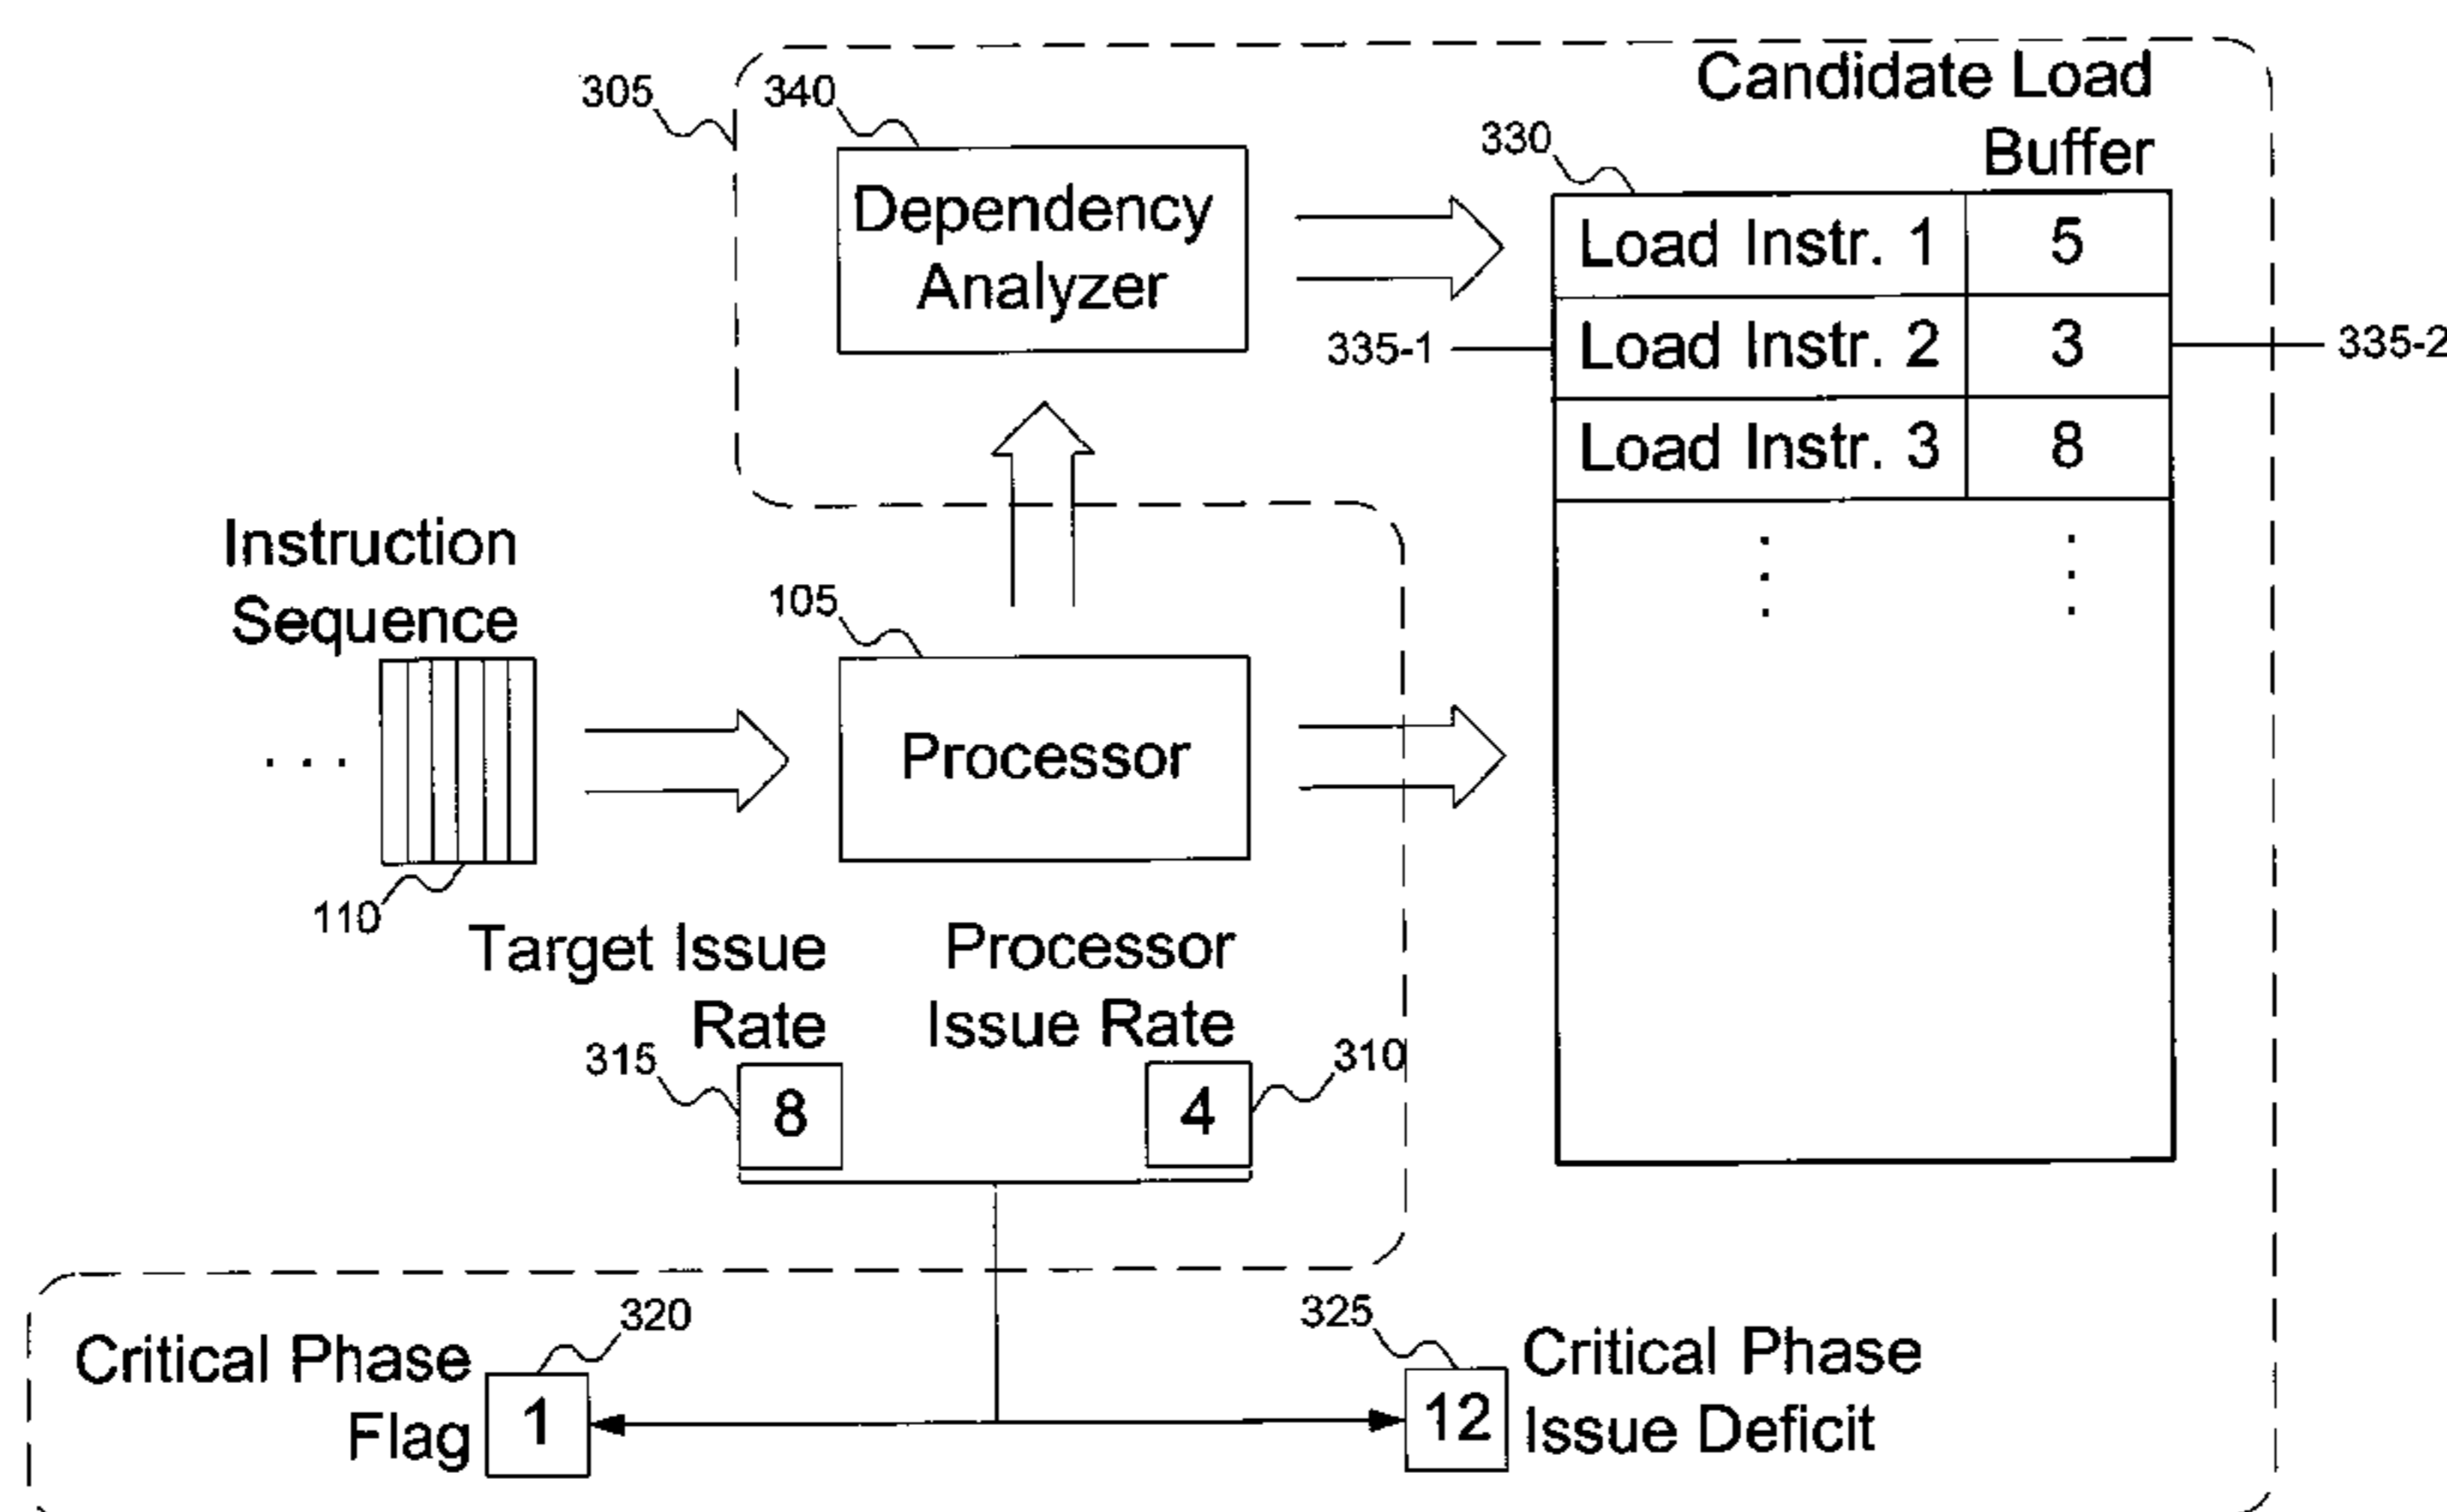 305
340
Candidate Load
Buffer
330
Dependency
Analyzer
Load Instr. 1 5
335-1
Load Instr. 2 3
335-2
Load Instr. 3 8
. . .
. . .
Instruction
Sequence
105
. . .
Processor
110
Target Issue
Rate
Processor
Issue Rate
315
8
4
310
320
325
Critical Phase
Flag
1
12
Critical Phase
Issue Deficit